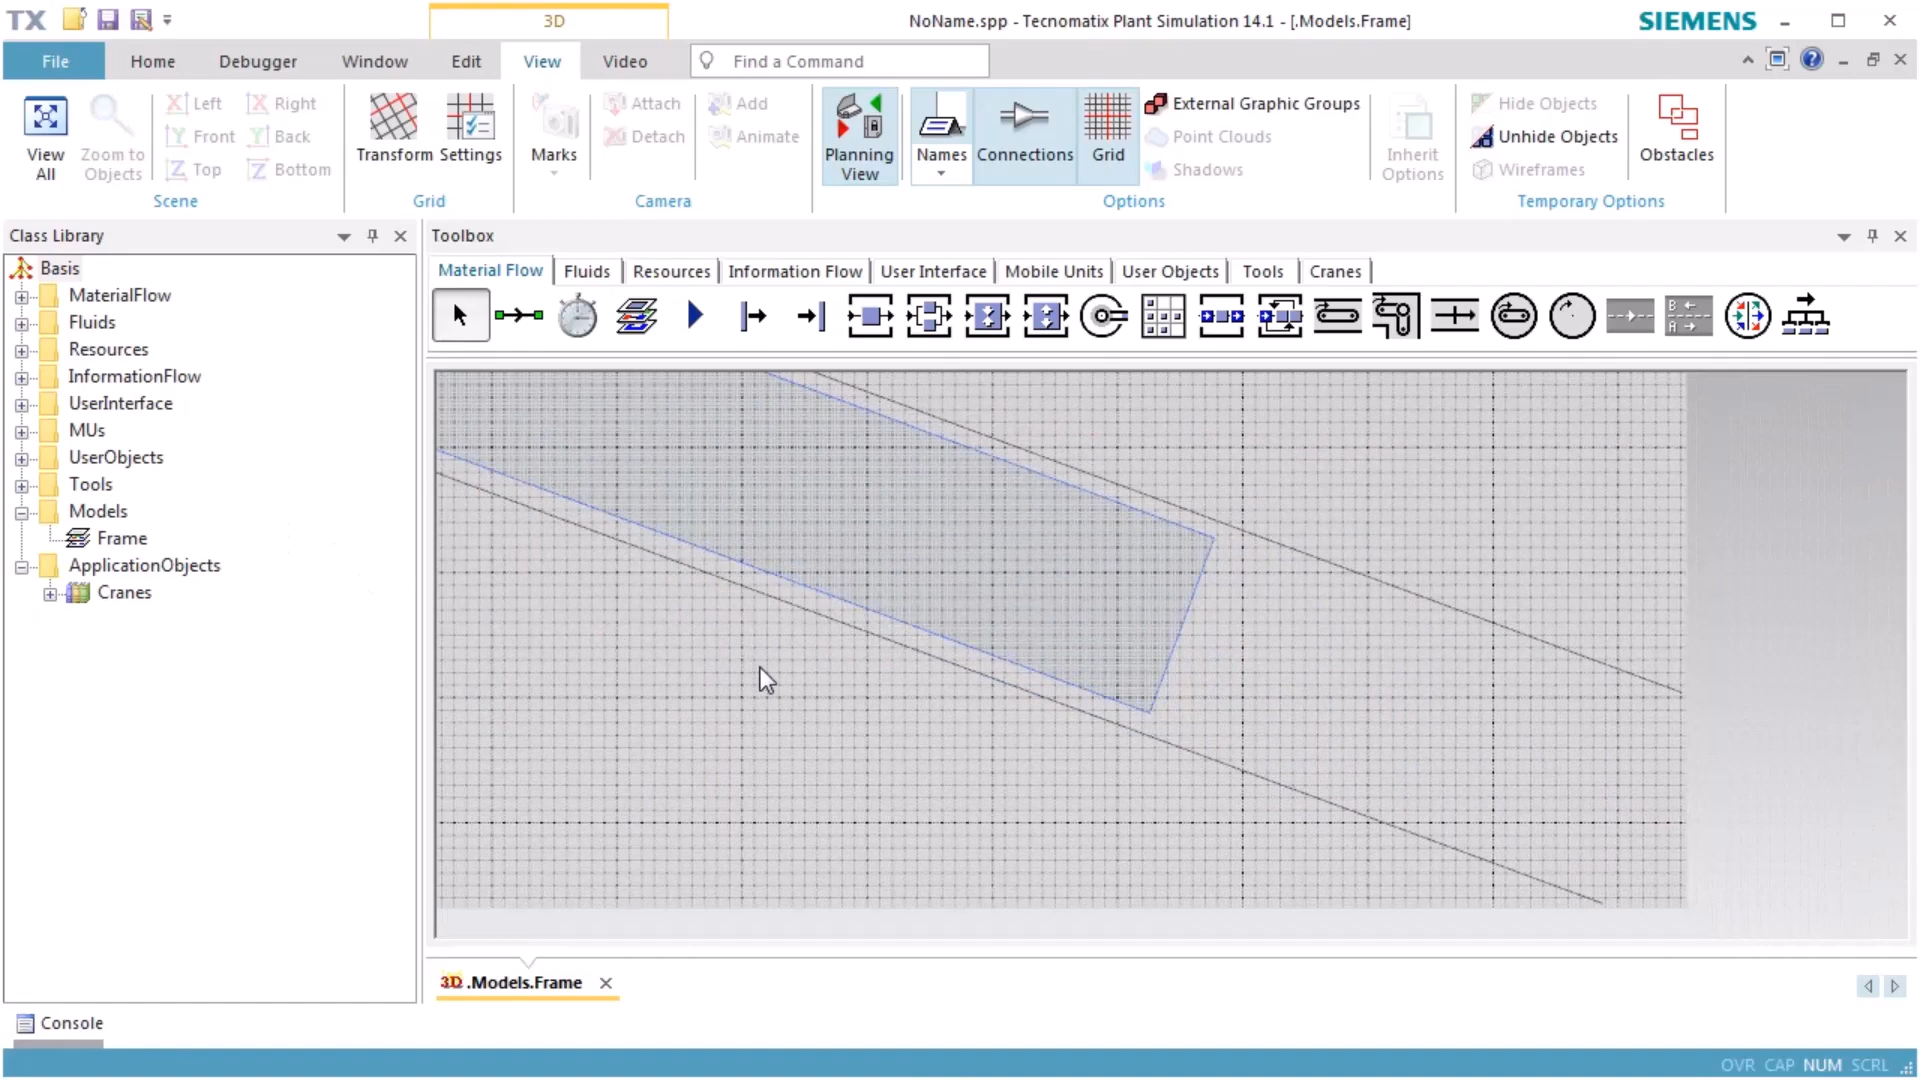 TX
3D
NoName.spp - Tecnomatix Plant Simulation 14.1 - [.Models.Frame]
SIEMENS
File
Home
Debugger
Window
Edit
View
Video
Find a Command
View All
Zoom to Objects
Left
Right
Front
Back
Top
Bottom
Scene
Transform
Settings
Grid
Marks
Attach
Detach
Add
Animate
Camera
Planning View
Names
Connections
Grid
External Graphic Groups
Point Clouds
Shadows
Options
Inherit Options
Hide Objects
Unhide Objects
Wireframes
Obstacles
Temporary Options
Class Library
Basis
MaterialFlow
Fluids
Resources
InformationFlow
UserInterface
MUs
UserObjects
Tools
Models
Frame
ApplicationObjects
Cranes
Toolbox
Material Flow
Fluids
Resources
Information Flow
User Interface
Mobile Units
User Objects
Tools
Cranes
3D .Models.Frame
Console
OVR CAP NUM SCRL